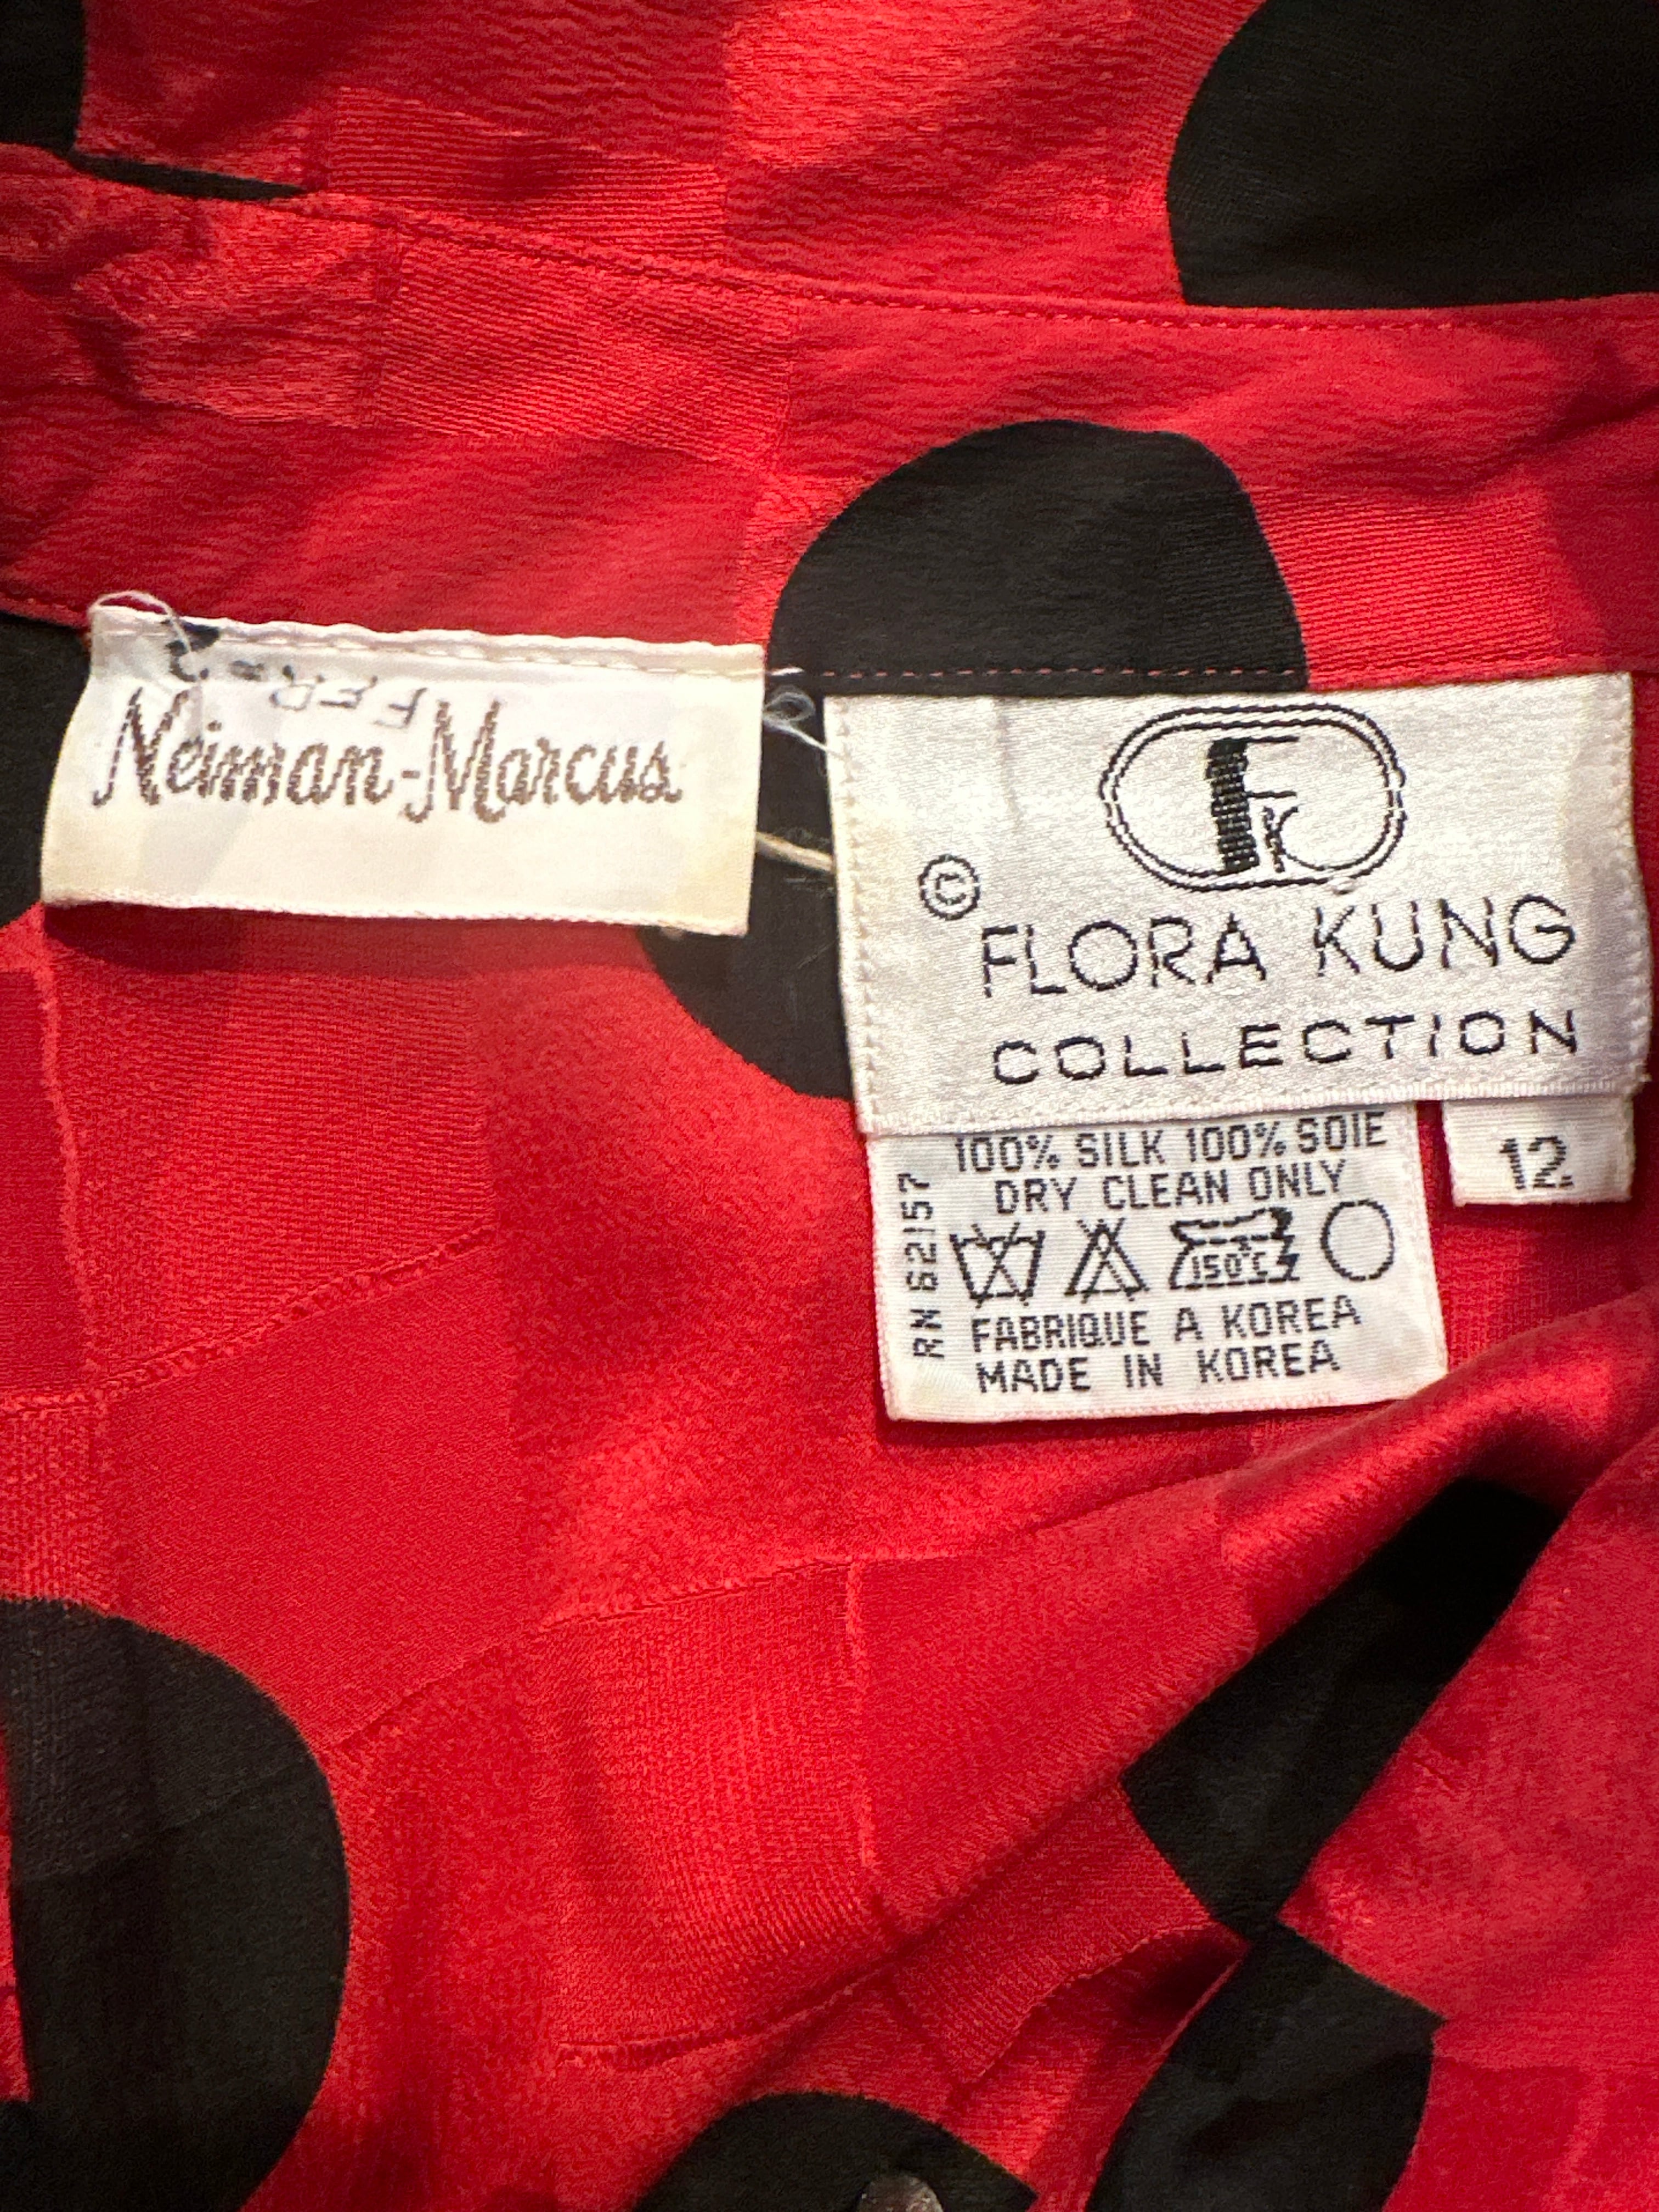 Neiman-Marcus
FK
©
FLORA KUNG
COLLECTION
12
100% SILK 100% SOIE
DRY CLEAN ONLY
150°C
FABRIQUE A KOREA
MADE IN KOREA
RN 62157